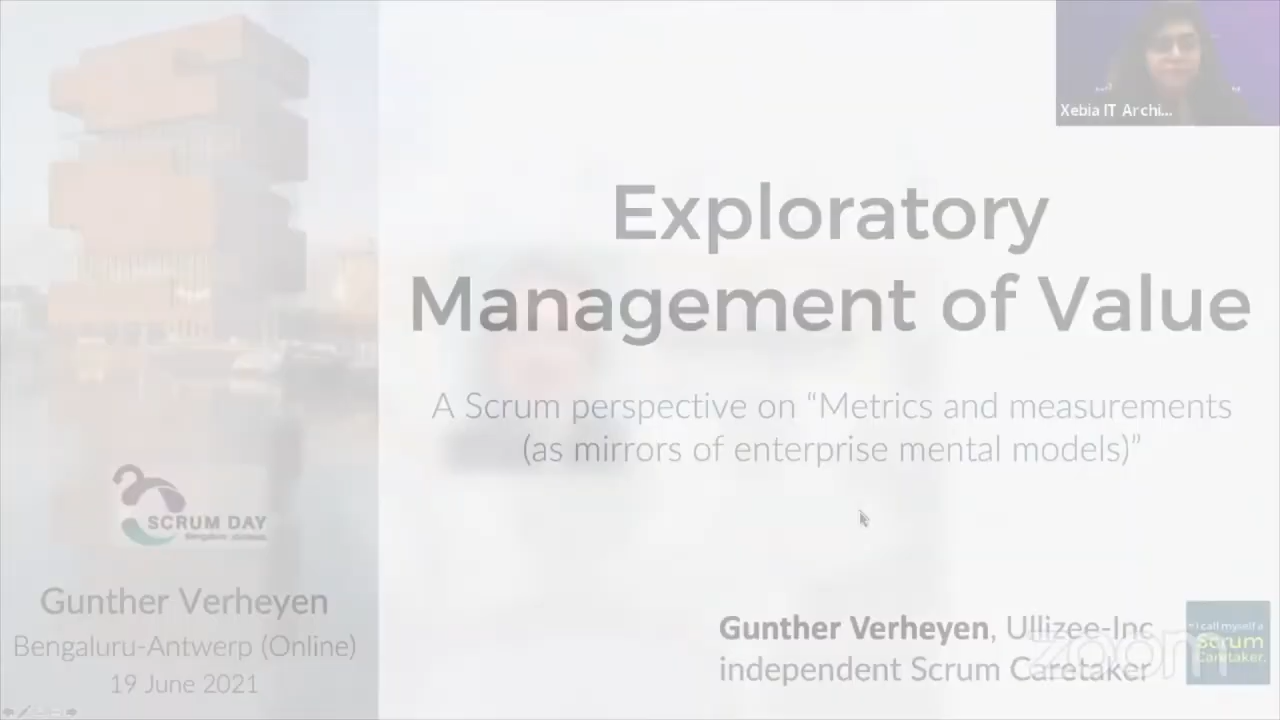 Xebia IT Archi...
Exploratory
Management of Value
A Scrum perspective on “Metrics and measurements
(as mirrors of enterprise mental models)”
SCRUM DAY
Gunther Verheyen
Bengaluru-Antwerp (Online)
19 June 2021
Gunther Verheyen, Ullizee-Inc
independent Scrum Caretaker
zoom
I call myself a
Scrum
Caretaker.